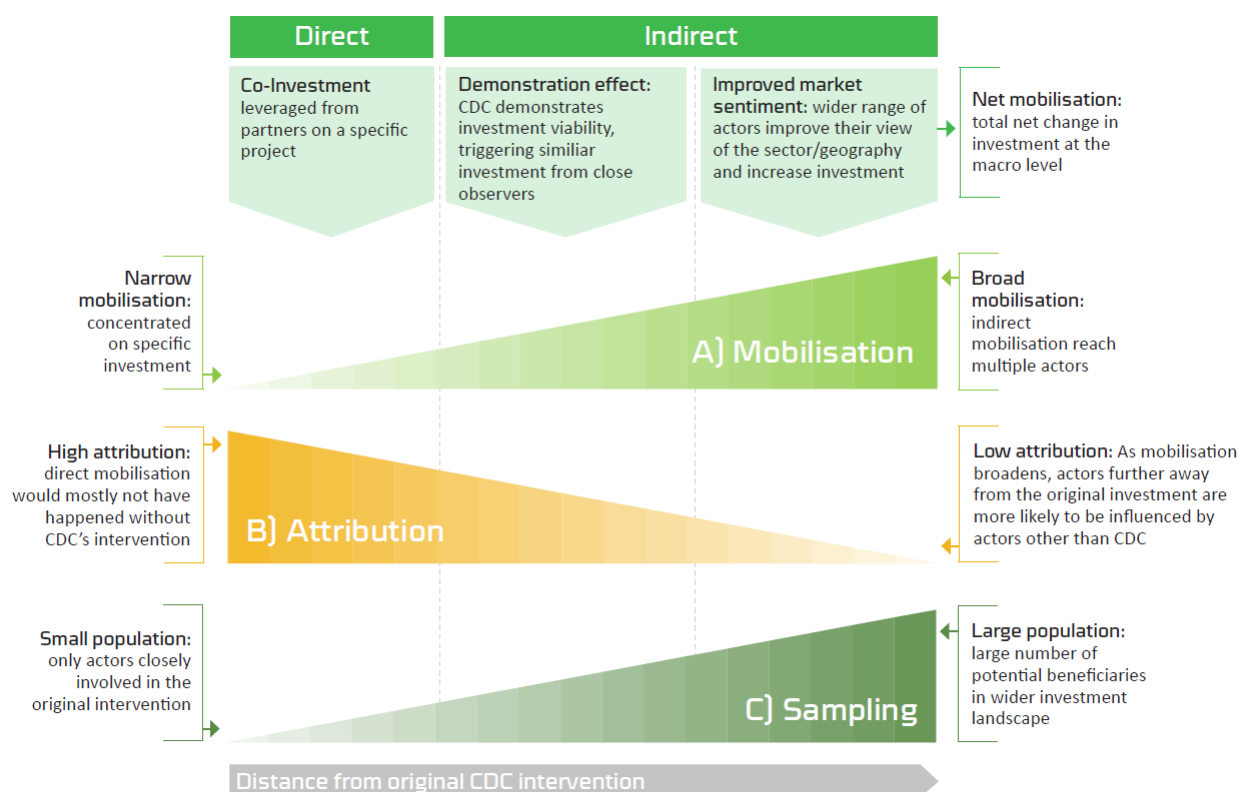 Direct
Indirect
Co-Investment
leveraged from
partners on a specific
project
Demonstration effect:
CDC demonstrates
investment viability,
triggering similiar
investment from close
observers
Improved market
sentiment: wider range of
actors improve their view
of the sector/geography
and increase investment
Net mobilisation:
total net change in
investment at the
macro level
Narrow
mobilisation:
concentrated
on specific
investment
A) Mobilisation
Broad
mobilisation:
indirect
mobilisation reach
multiple actors
High attribution:
direct mobilisation
would mostly not have
happened without
CDC’s intervention
B) Attribution
Low attribution: As mobilisation
broadens, actors further away
from the original investment are
more likely to be influenced by
actors other than CDC
Small population:
only actors closely
involved in the
original intervention
C) Sampling
Large population:
large number of
potential beneficiaries
in wider investment
landscape
Distance from original CDC intervention